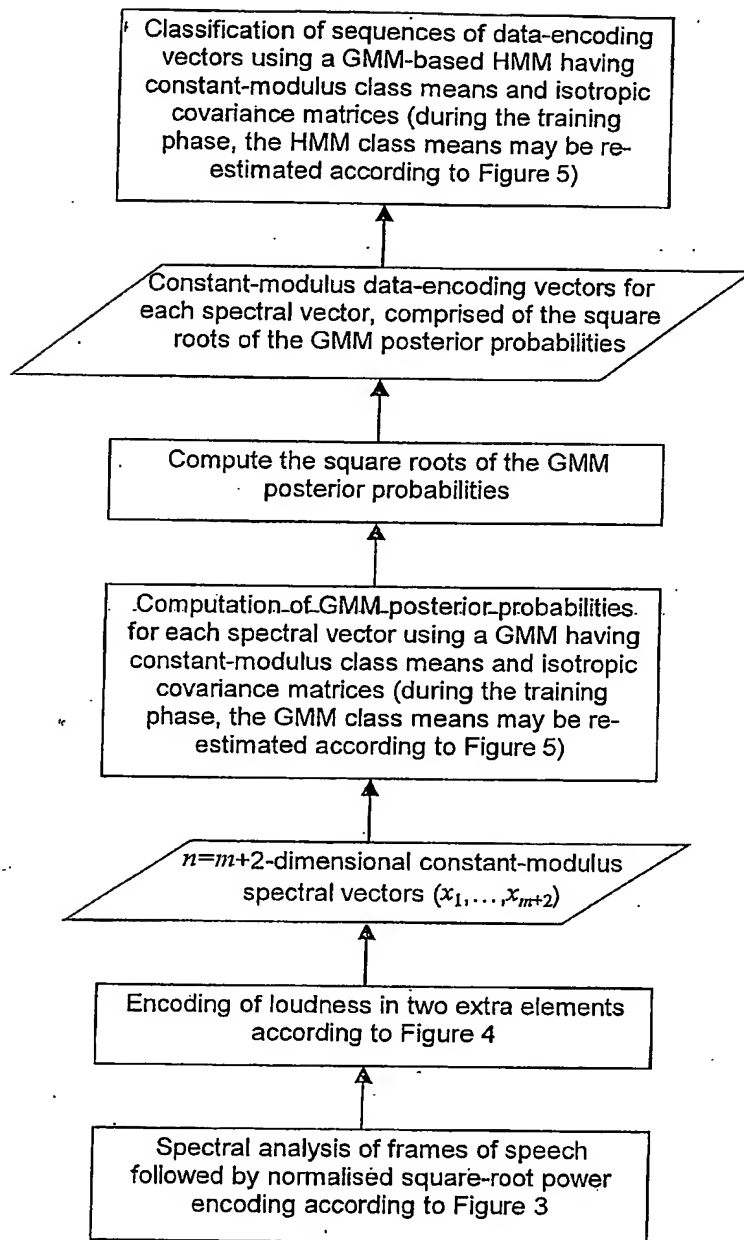 Classification of sequences of data-encoding
vectors using a GMM-based HMM having
constant-modulus class means and isotropic
covariance matrices (during the training
phase, the HMM class means may be re-
estimated according to Figure 5)
Constant-modulus data-encoding vectors for
each spectral vector, comprised of the square
roots of the GMM posterior probabilities
Compute the square roots of the GMM
posterior probabilities
Computation of GMM posterior probabilities
for each spectral vector using a GMM having
constant-modulus class means and isotropic
covariance matrices (during the training
phase, the GMM class means may be re-
estimated according to Figure 5)
n=m+2-dimensional constant-modulus
spectral vectors (x₁,...,xₘ₊₂)
Encoding of loudness in two extra elements
according to Figure 4
Spectral analysis of frames of speech
followed by normalised square-root power
encoding according to Figure 3